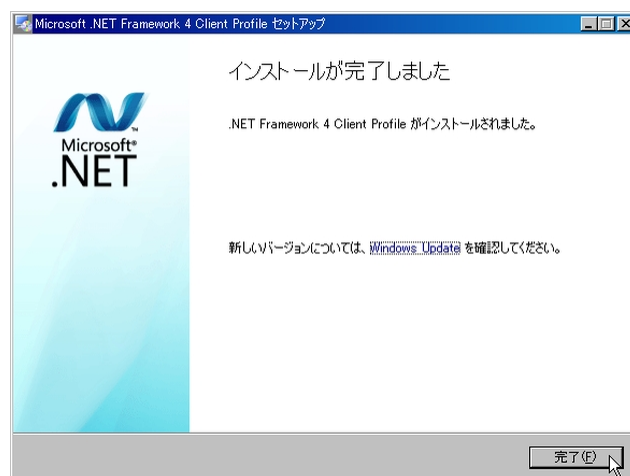 Microsoft .NET Framework 4 Client Profile セットアップ
インストールが完了しました
.NET Framework 4 Client Profile がインストールされました。
Microsoft®
.NET
新しいバージョンについては、Windows Update を確認してください。
完了(F)